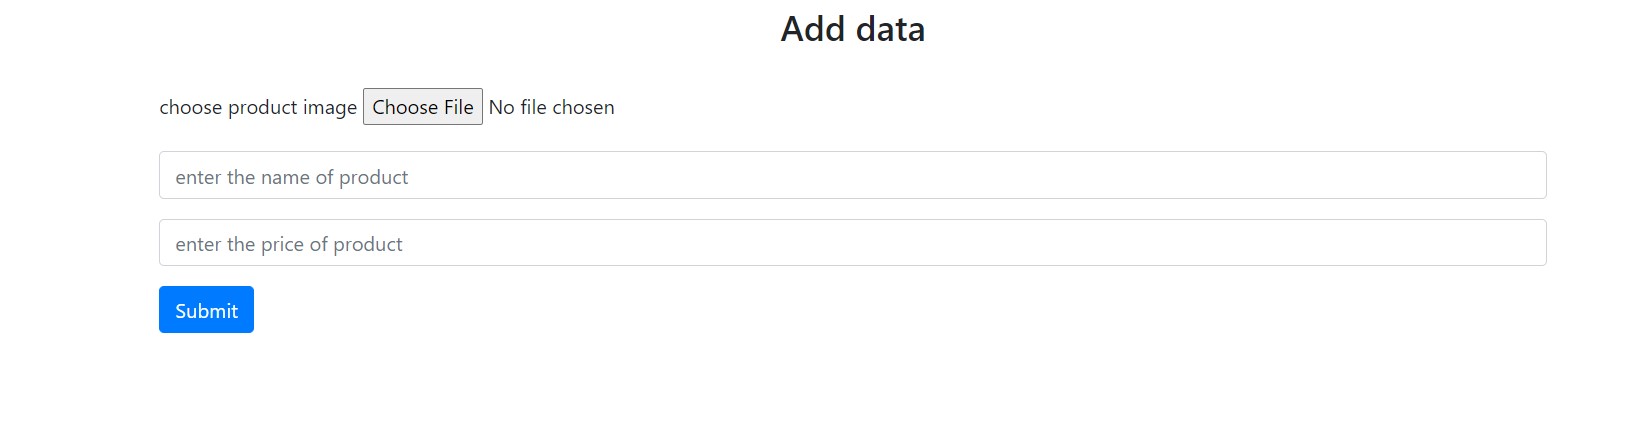 Add data
choose product image Choose File No file chosen
enter the name of product
enter the price of product
Submit